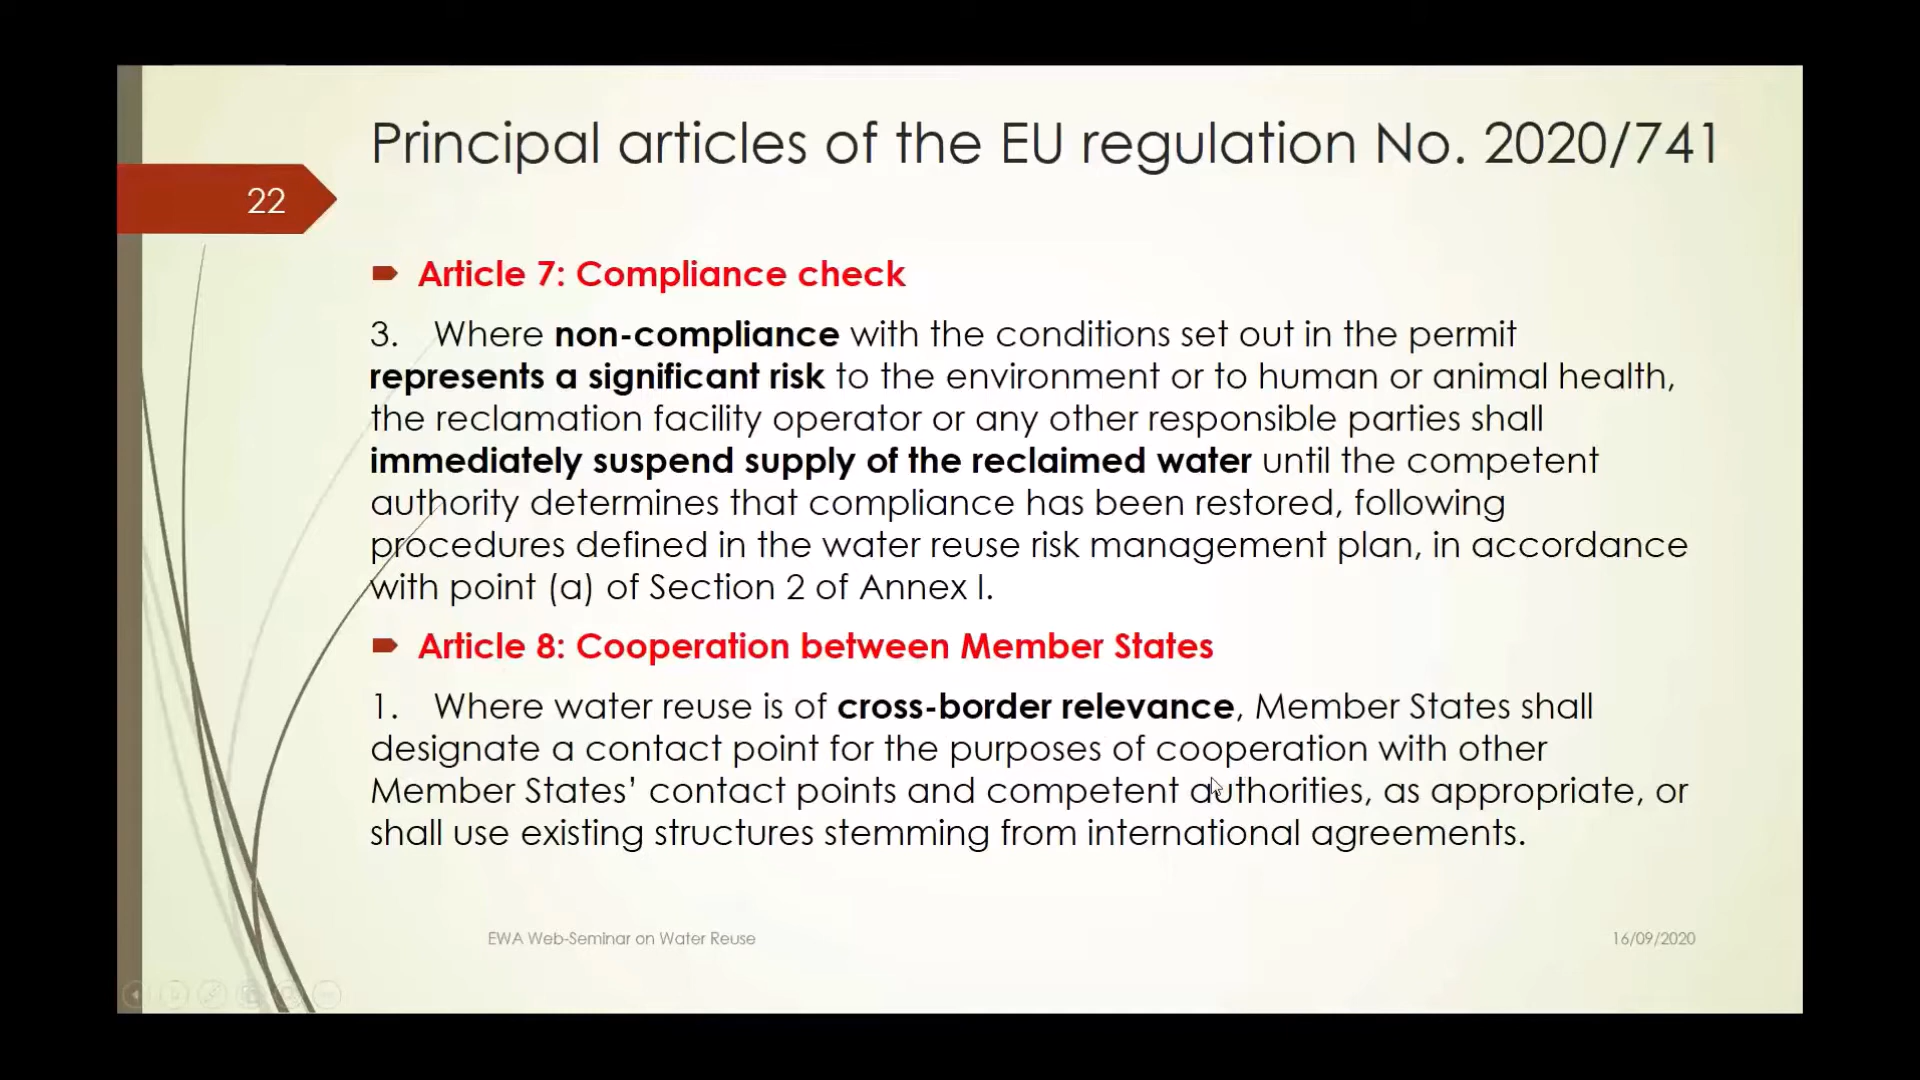 Principal articles of the EU regulation No. 2020/741
22
Article 7: Compliance check
3. Where non-compliance with the conditions set out in the permit
represents a significant risk to the environment or to human or animal health,
the reclamation facility operator or any other responsible parties shall
immediately suspend supply of the reclaimed water until the competent
authority determines that compliance has been restored, following
procedures defined in the water reuse risk management plan, in accordance
with point (a) of Section 2 of Annex I.
Article 8: Cooperation between Member States
1. Where water reuse is of cross-border relevance, Member States shall
designate a contact point for the purposes of cooperation with other
Member States’ contact points and competent authorities, as appropriate, or
shall use existing structures stemming from international agreements.
EWA Web-Seminar on Water Reuse
16/09/2020